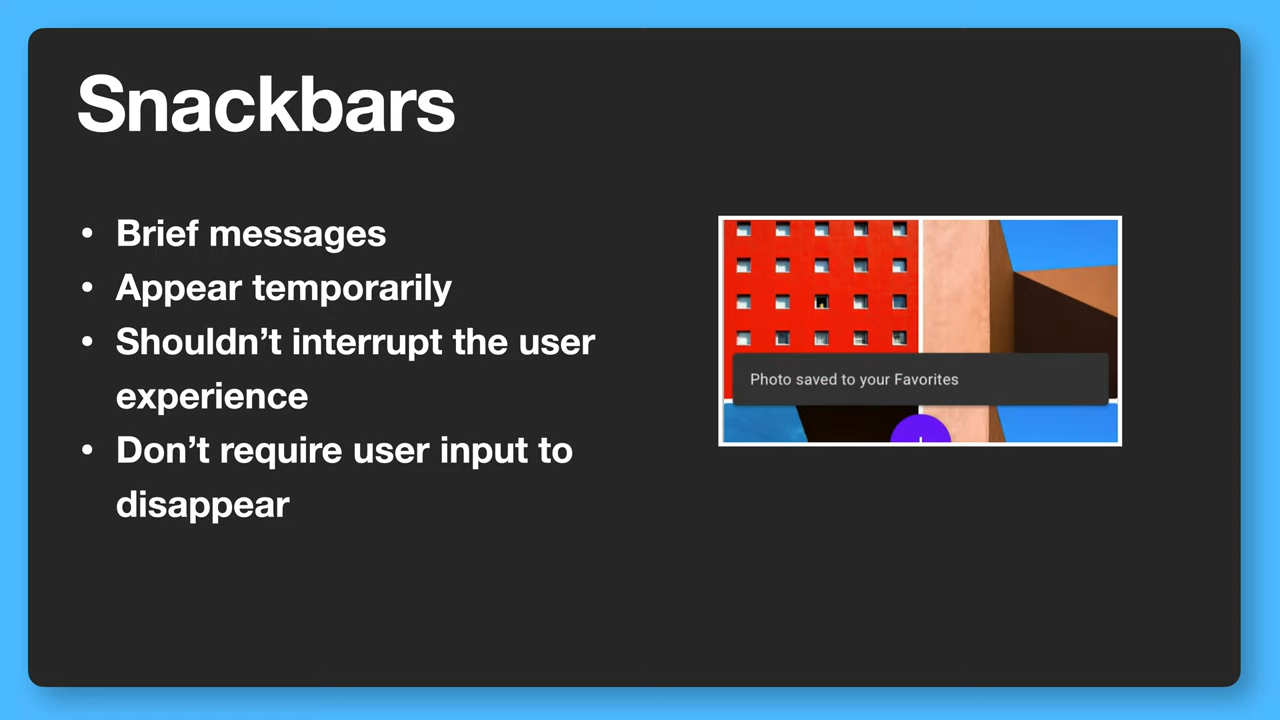 Snackbars
• Brief messages
• Appear temporarily
• Shouldn’t interrupt the user
experience
• Don’t require user input to
disappear
Photo saved to your Favorites